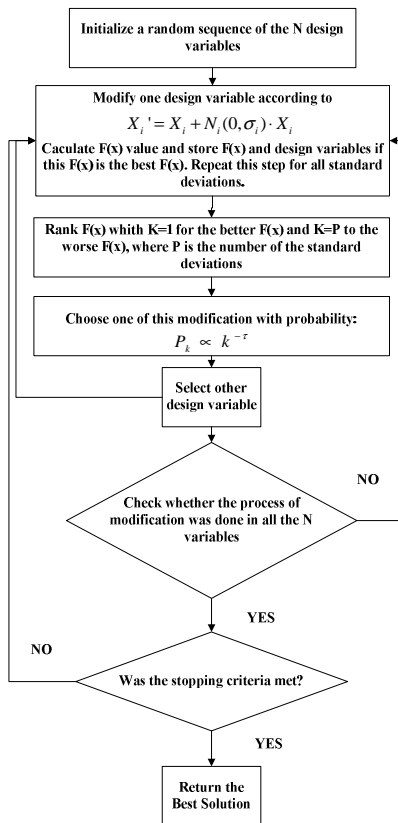 Initialize a random sequence of the N design
variables
Modify one design variable according to
X_i ' = X_i + N_i (0, σ_i) · X_i
Caculate F(x) value and store F(x) and design variables if
this F(x) is the best F(x). Repeat this step for all standard
deviations.
Rank F(x) whith K=1 for the better F(x) and K=P to the
worse F(x), where P is the number of the standard
deviations
Choose one of this modification with probability:
P_k ∝ k^{-τ}
Select other
design variable
NO
Check whether the process of
modification was done in all the N
variables
YES
NO
Was the stopping criteria met?
YES
Return the
Best Solution